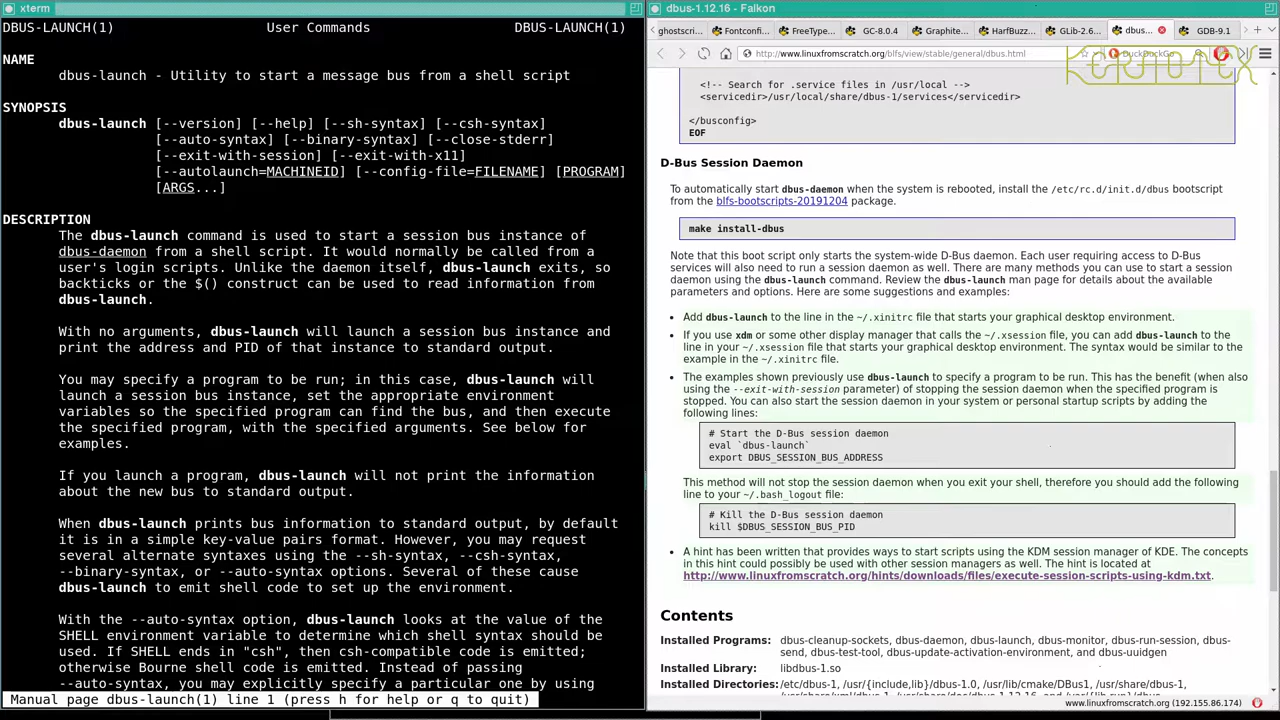 xterm
DBUS-LAUNCH(1) User Commands DBUS-LAUNCH(1)
NAME
dbus-launch - Utility to start a message bus from a shell script
SYNOPSIS
dbus-launch [--version] [--help] [--sh-syntax] [--csh-syntax]
[--auto-syntax] [--binary-syntax] [--close-stderr]
[--exit-with-session] [--exit-with-x11]
[--autolaunch=MACHINEID] [--config-file=FILENAME] [PROGRAM]
[ARGS...]
DESCRIPTION
The dbus-launch command is used to start a session bus instance of
dbus-daemon from a shell script. It would normally be called from a
user's login scripts. Unlike the daemon itself, dbus-launch exits, so
backticks or the $() construct can be used to read information from
dbus-launch.
With no arguments, dbus-launch will launch a session bus instance and
print the address and PID of that instance to standard output.
You may specify a program to be run; in this case, dbus-launch will
launch a session bus instance, set the appropriate environment
variables so the specified program can find the bus, and then execute
the specified program, with the specified arguments. See below for
examples.
If you launch a program, dbus-launch will not print the information
about the new bus to standard output.
When dbus-launch prints bus information to standard output, by default
it is in a simple key-value pairs format. However, you may request
several alternate syntaxes using the --sh-syntax, --csh-syntax,
--binary-syntax, or --auto-syntax options. Several of these cause
dbus-launch to emit shell code to set up the environment.
With the --auto-syntax option, dbus-launch looks at the value of the
SHELL environment variable to determine which shell syntax should be
used. If SHELL ends in "csh", then csh-compatible code is emitted;
otherwise Bourne shell code is emitted. Instead of passing
--auto-syntax, you may explicitly specify a particular one by using
Manual page dbus-launch(1) line 1 (press h for help or q to quit)
dbus-1.12.16 - Falkon
ghostscri... Fontconfi... FreeType... GC-8.0.4 Graphite... HarfBuzz... GLib-2.6... dbus... GDB-9.1
http://www.linuxfromscratch.org/blfs/view/stable/general/dbus.html DuckDuckGo
<!-- Search for .service files in /usr/local -->
<servicedir>/usr/local/share/dbus-1/services</servicedir>
</busconfig>
EOF
D-Bus Session Daemon
To automatically start dbus-daemon when the system is rebooted, install the /etc/rc.d/init.d/dbus bootscript
from the blfs-bootscripts-20191204 package.
make install-dbus
Note that this boot script only starts the system-wide D-Bus daemon. Each user requiring access to D-Bus
services will also need to run a session daemon as well. There are many methods you can use to start a session
daemon using the dbus-launch command. Review the dbus-launch man page for details about the available
parameters and options. Here are some suggestions and examples:
• Add dbus-launch to the line in the ~/.xinitrc file that starts your graphical desktop environment.
• If you use xdm or some other display manager that calls the ~/.xsession file, you can add dbus-launch to the
line in your ~/.xsession file that starts your graphical desktop environment. The syntax would be similar to the
example in the ~/.xinitrc file.
• The examples shown previously use dbus-launch to specify a program to be run. This has the benefit (when also
using the --exit-with-session parameter) of stopping the session daemon when the specified program is
stopped. You can also start the session daemon in your system or personal startup scripts by adding the
following lines:
# Start the D-Bus session daemon
eval `dbus-launch`
export DBUS_SESSION_BUS_ADDRESS
This method will not stop the session daemon when you exit your shell, therefore you should add the following
line to your ~/.bash_logout file:
# Kill the D-Bus session daemon
kill $DBUS_SESSION_BUS_PID
• A hint has been written that provides ways to start scripts using the KDM session manager of KDE. The concepts
in this hint could possibly be used with other session managers as well. The hint is located at
http://www.linuxfromscratch.org/hints/downloads/files/execute-session-scripts-using-kdm.txt.
Contents
Installed Programs: dbus-cleanup-sockets, dbus-daemon, dbus-launch, dbus-monitor, dbus-run-session, dbus-
send, dbus-test-tool, dbus-update-activation-environment, and dbus-uuidgen
Installed Library: libdbus-1.so
Installed Directories: /etc/dbus-1, /usr/{include,lib}/dbus-1.0, /usr/lib/cmake/DBus1, /usr/share/dbus-1,
www.linuxfromscratch.org (192.155.86.174)